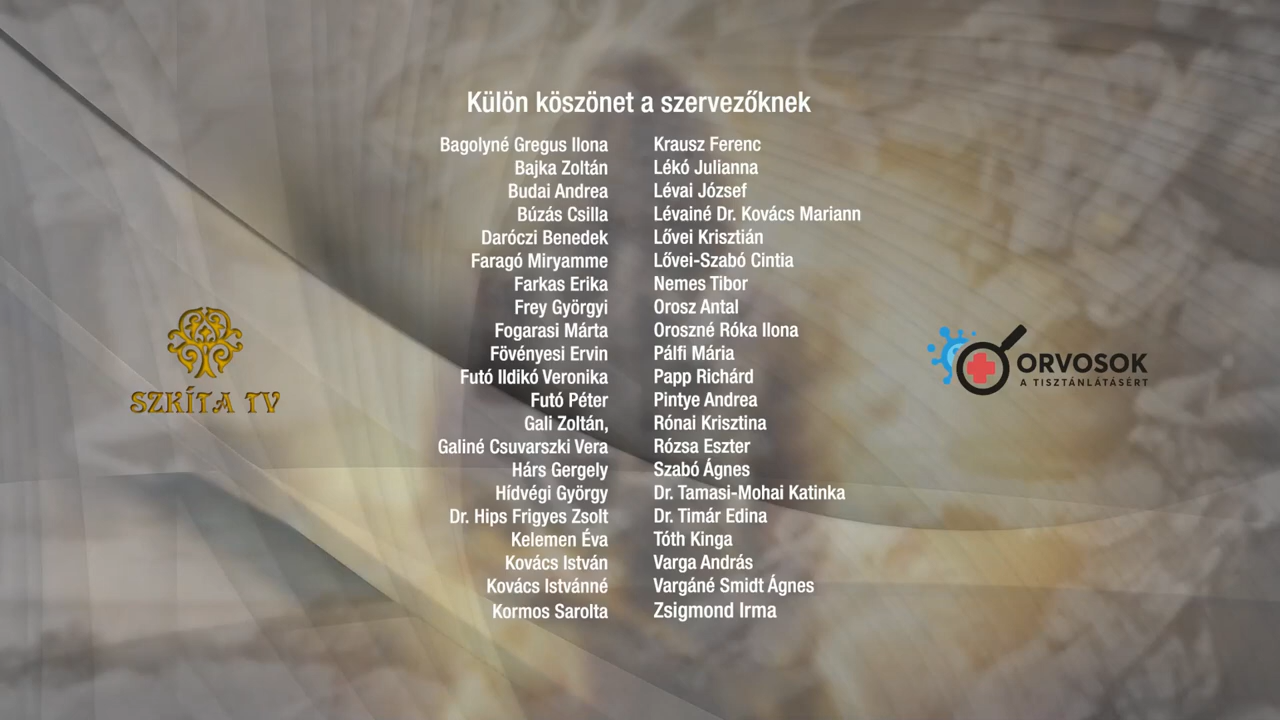 Külön köszönet a szervezőknek
Bagolyné Gregus Ilona
Bajka Zoltán
Budai Andrea
Búzás Csilla
Daróczi Benedek
Faragó Miryamme
Farkas Erika
Frey Györgyi
Fogarasi Márta
Fövényesi Ervin
Futó Ildikó Veronika
Futó Péter
Gali Zoltán,
Galiné Csuvarszki Vera
Hárs Gergely
Hídvégi György
Dr. Hips Frigyes Zsolt
Kelemen Éva
Kovács István
Kovács Istvánné
Kormos Sarolta
Krausz Ferenc
Lékó Julianna
Lévai József
Lévainé Dr. Kovács Mariann
Lővei Krisztián
Lővei-Szabó Cintia
Nemes Tibor
Orosz Antal
Oroszné Róka Ilona
Pálfi Mária
Papp Richárd
Pintye Andrea
Rónai Krisztina
Rózsa Eszter
Szabó Ágnes
Dr. Tamasi-Mohai Katinka
Dr. Timár Edina
Tóth Kinga
Varga András
Vargáné Smidt Ágnes
Zsigmond Irma
SZKÍTA TV
ORVOSOK
A TISZTÁNLÁTÁSÉRT